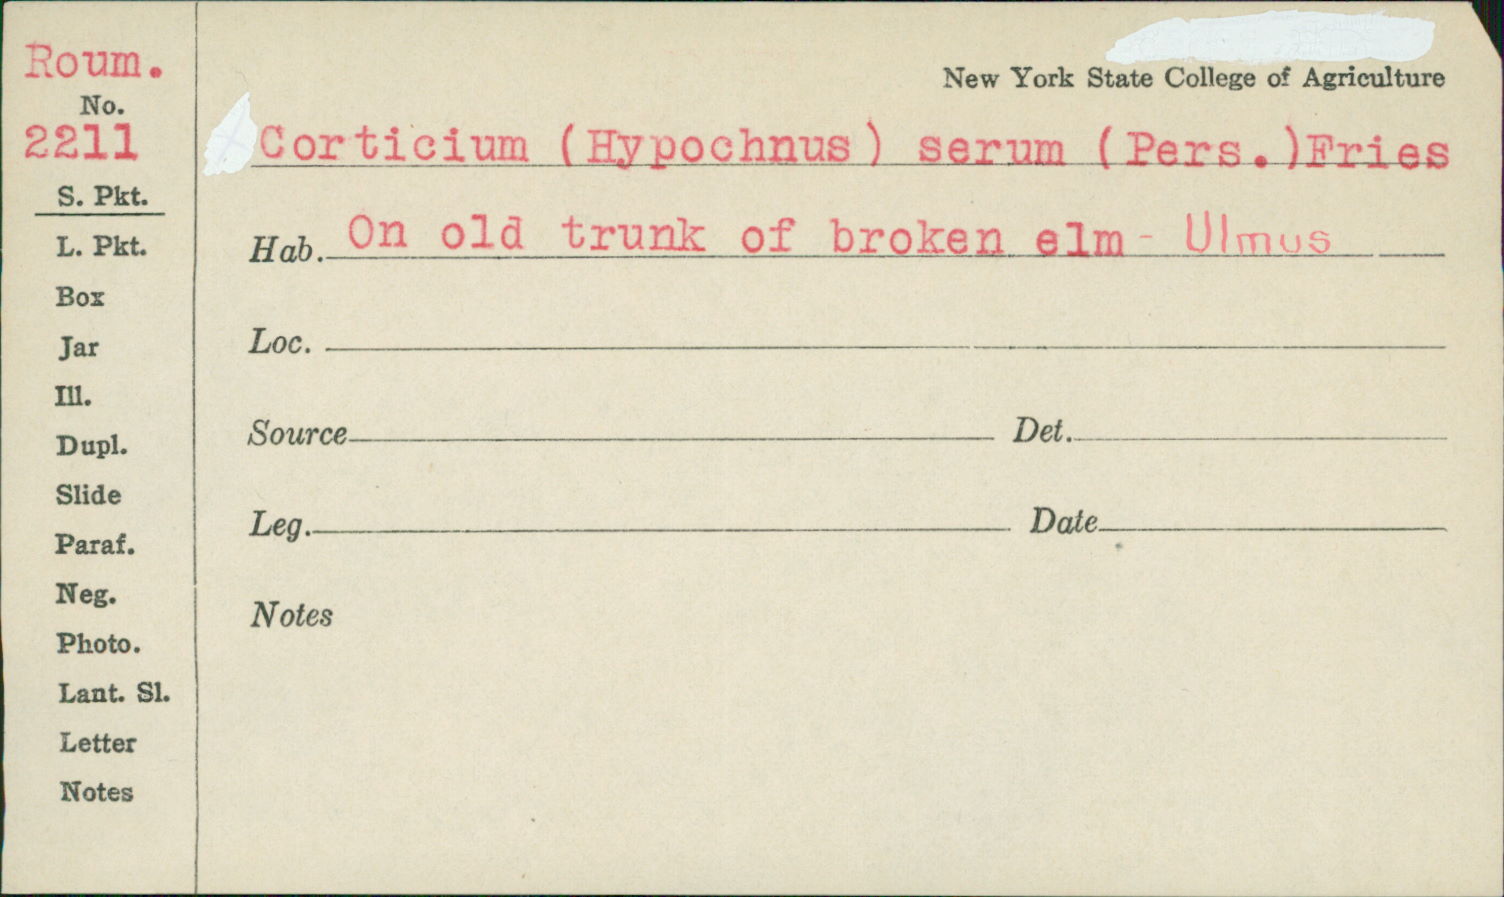 Roum.
No.
2211
S. Pkt.
L. Pkt.
Box
Jar
Ill.
Dupl.
Slide
Paraf.
Neg.
Photo.
Lant. Sl.
Letter
Notes
New York State College of Agriculture
Corticium (Hypochnus) serum (Pers.)Fries
Hab. On old trunk of broken elm - Ulmus
Loc.
Source Det.
Leg. Date
Notes